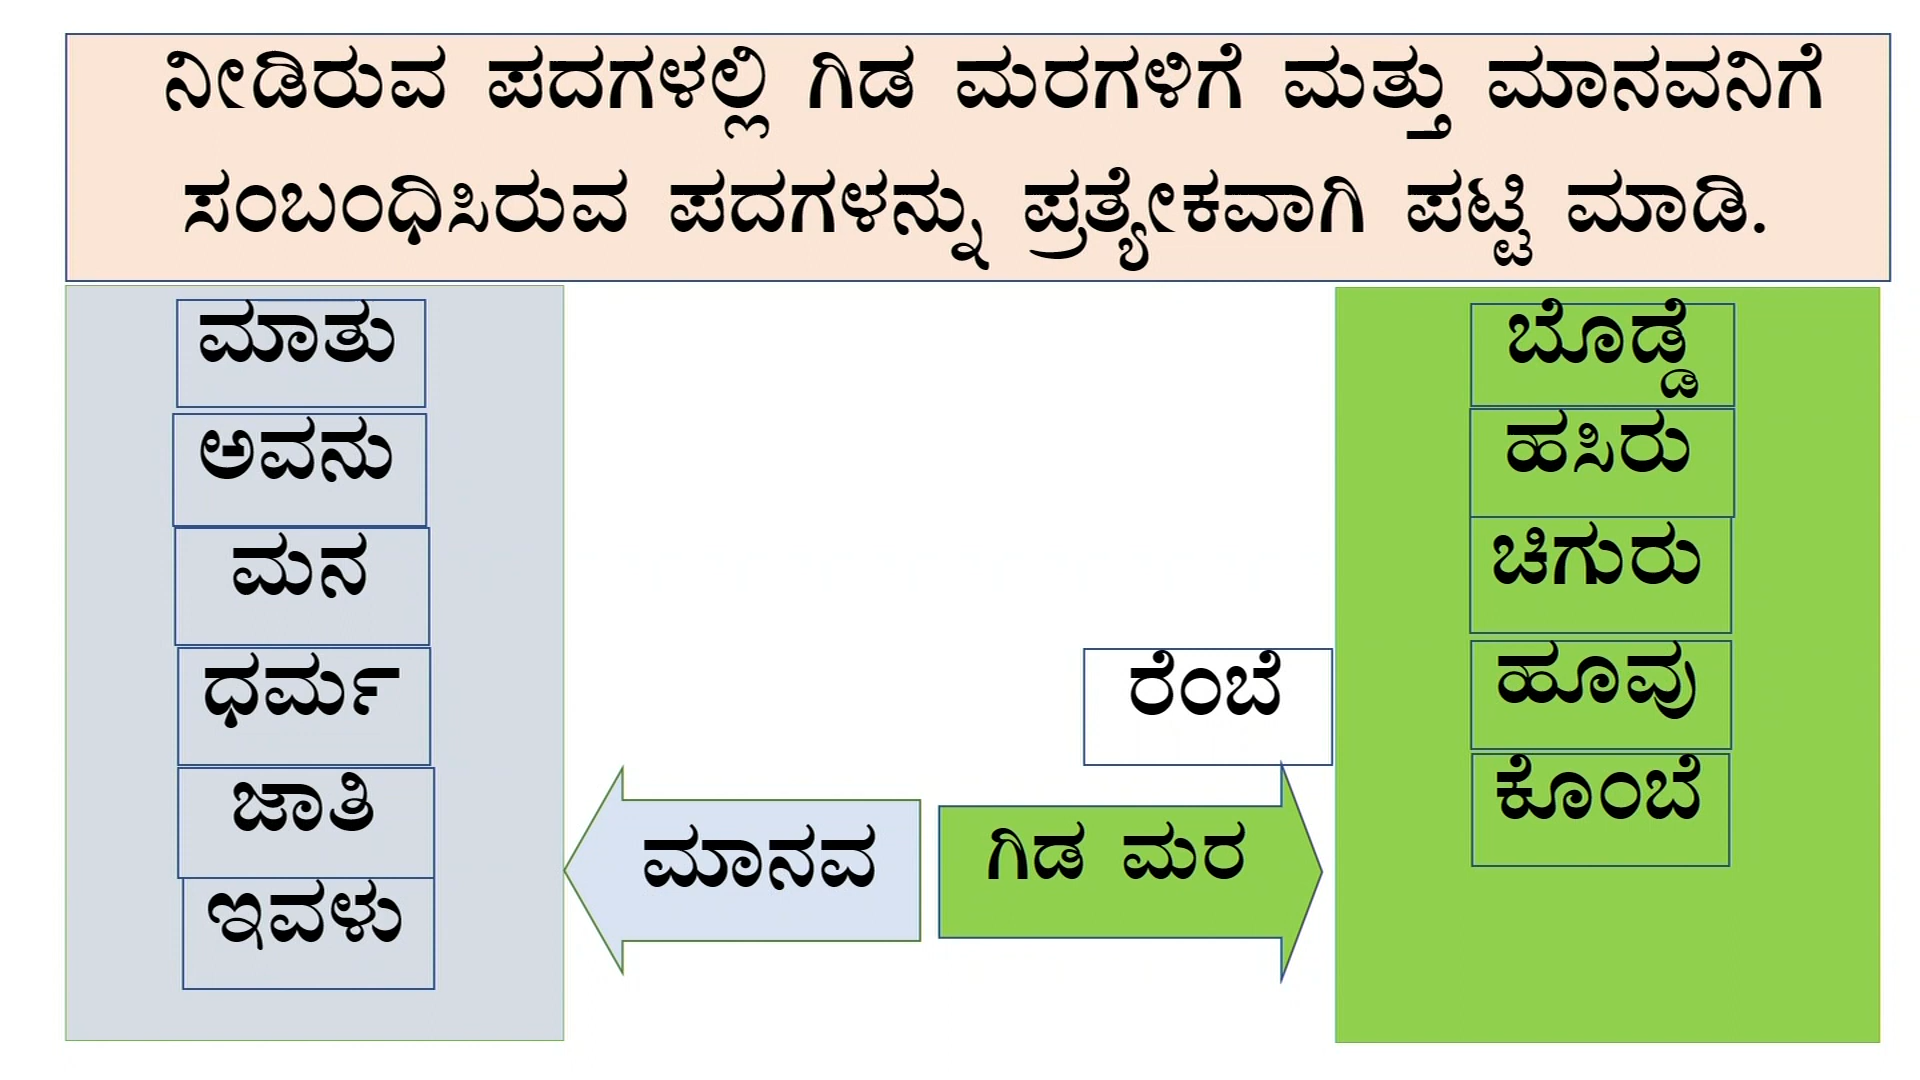 ನೀಡಿರುವ ಪದಗಳಲ್ಲಿ ಗಿಡ ಮರಗಳಿಗೆ ಮತ್ತು ಮಾನವನಿಗೆ
ಸಂಬಂಧಿಸಿರುವ ಪದಗಳನ್ನು ಪ್ರತ್ಯೇಕವಾಗಿ ಪಟ್ಟಿ ಮಾಡಿ.
ಮಾತು
ಅವನು
ಮನ
ಧರ್ಮ
ಜಾತಿ
ಇವಳು
ಮಾನವ
ರೆಂಬೆ
ಗಿಡ ಮರ
ಬೊಡ್ಡೆ
ಹಸಿರು
ಚಿಗುರು
ಹೂವು
ಕೊಂಬೆ